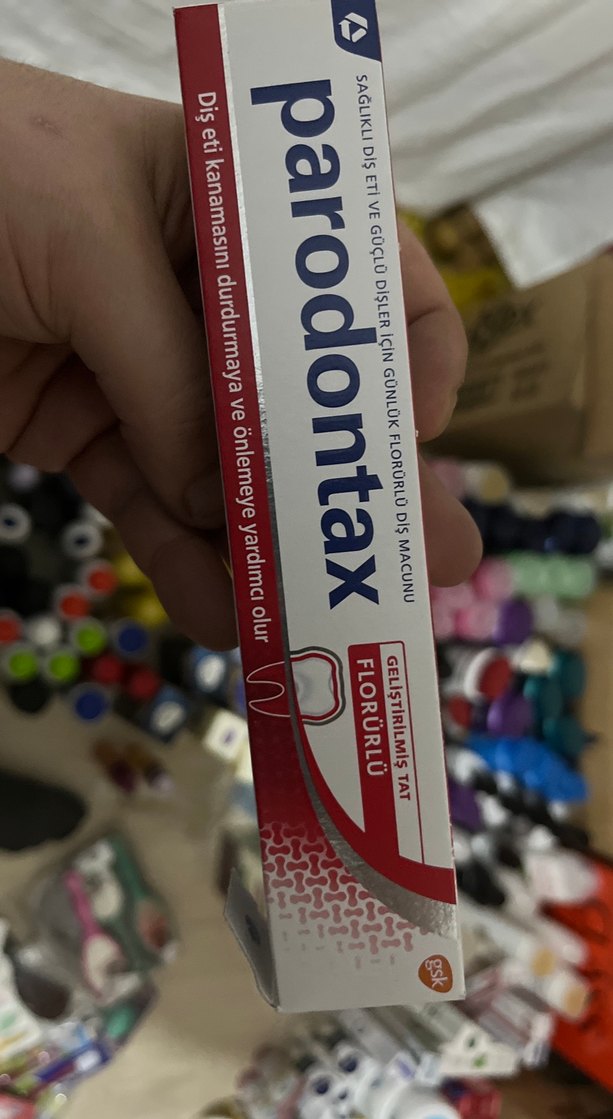 SAĞLIKLI DİŞ ETİ VE GÜÇLÜ DİŞLER İÇİN GÜNLÜK FLORÜRLÜ DİŞ MACUNU
parodontax
GELİŞTİRİLMİŞ TAT
FLORÜRLÜ
Diş eti kanamasını durdurmaya ve önlemeye yardımcı olur
gsk